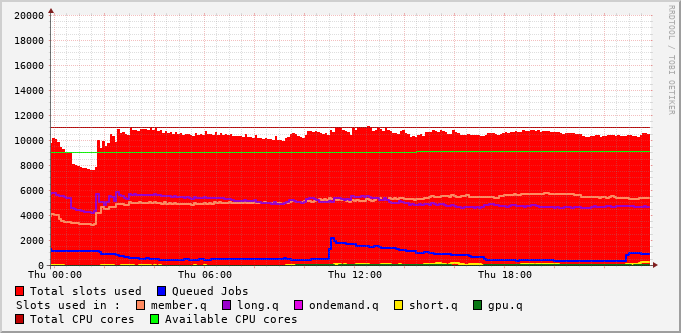 20000
18000
16000
14000
12000
10000
8000
6000
4000
2000
0
Thu 00:00 Thu 06:00 Thu 12:00 Thu 18:00
Total slots used Queued Jobs
Slots used in : member.q long.q ondemand.q short.q gpu.q
Total CPU cores Available CPU cores
RRDTOOL / TOBI OETIKER